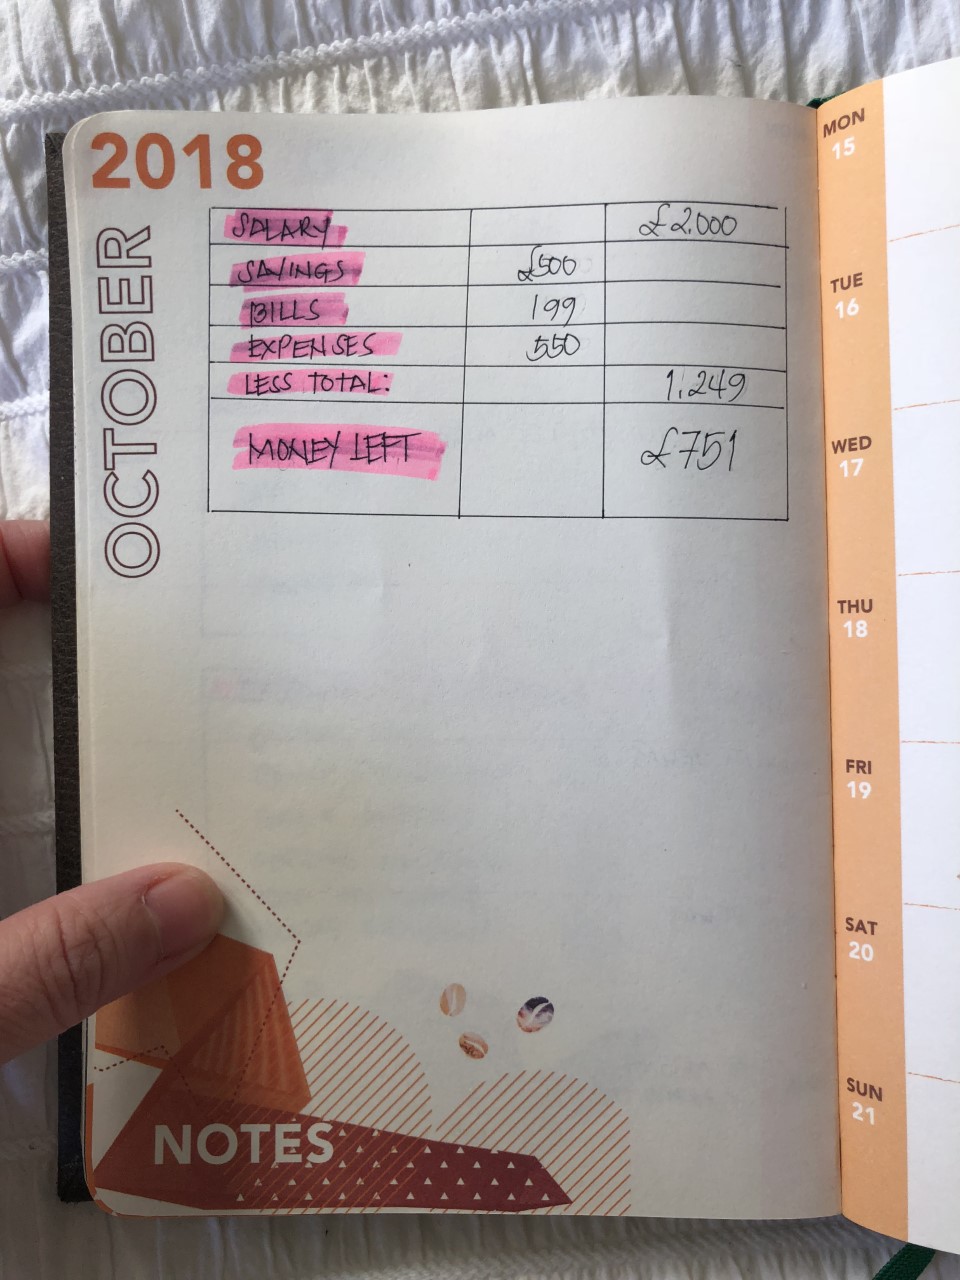 2018
OCTOBER
SALARY £2.000
SAVINGS £500
BILLS 199
EXPENSES 550
LESS TOTAL: 1.249
MONEY LEFT £751
NOTES
MON
15
TUE
16
WED
17
THU
18
FRI
19
SAT
20
SUN
21